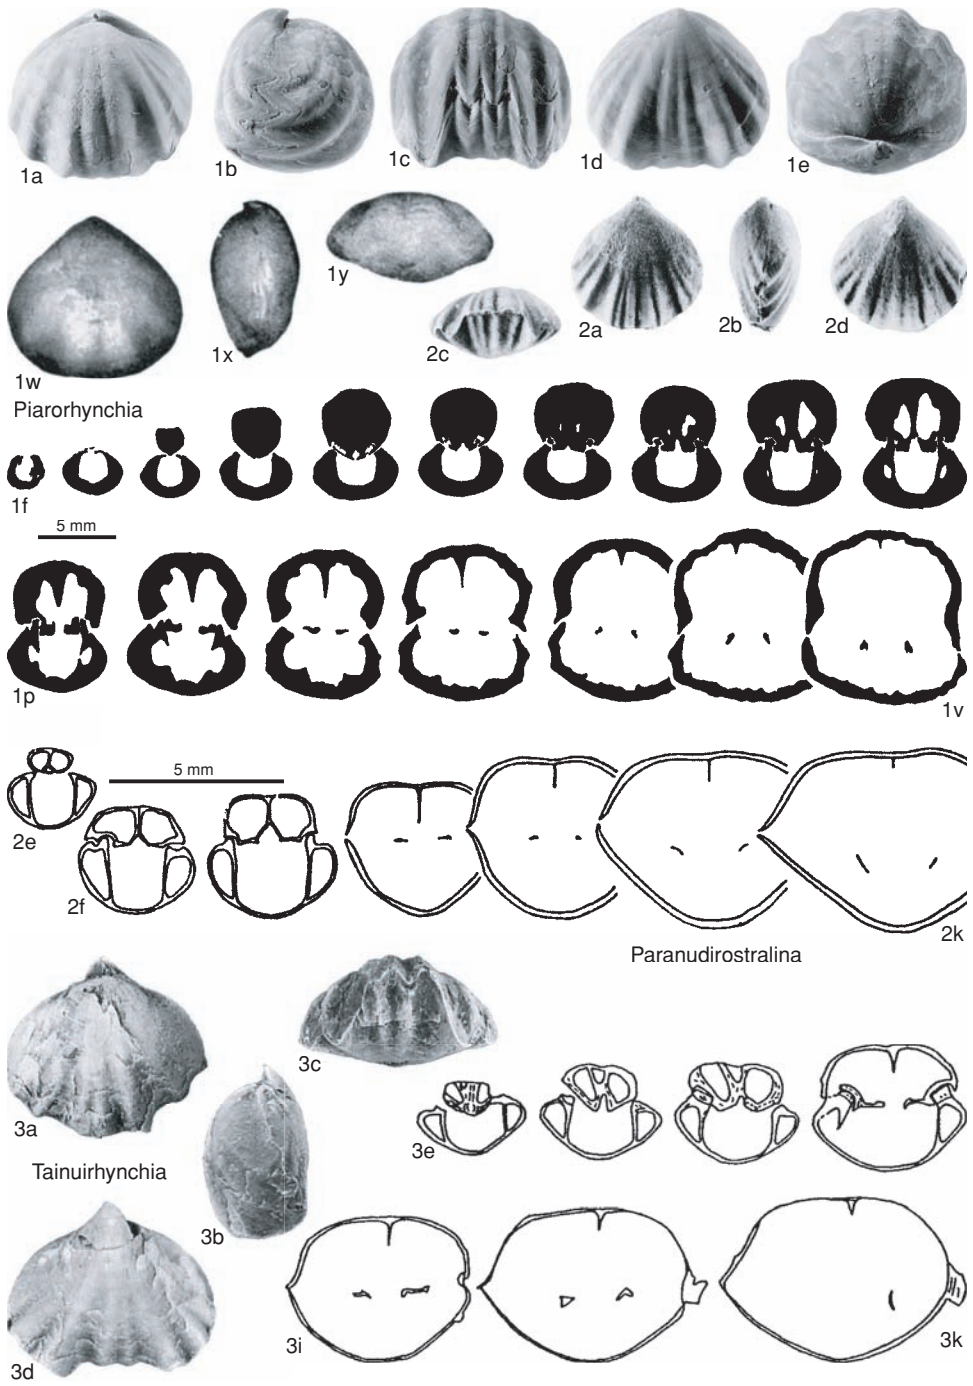 1a
1b
1c
1d
1e
1w
1x
1y
2c
2a
2b
2d
Piarorhynchia
1f
5 mm
1p
1v
2e
5 mm
2f
2k
Paranudirostralina
3a
3c
3e
Tainuirhynchia
3b
3d
3i
3k